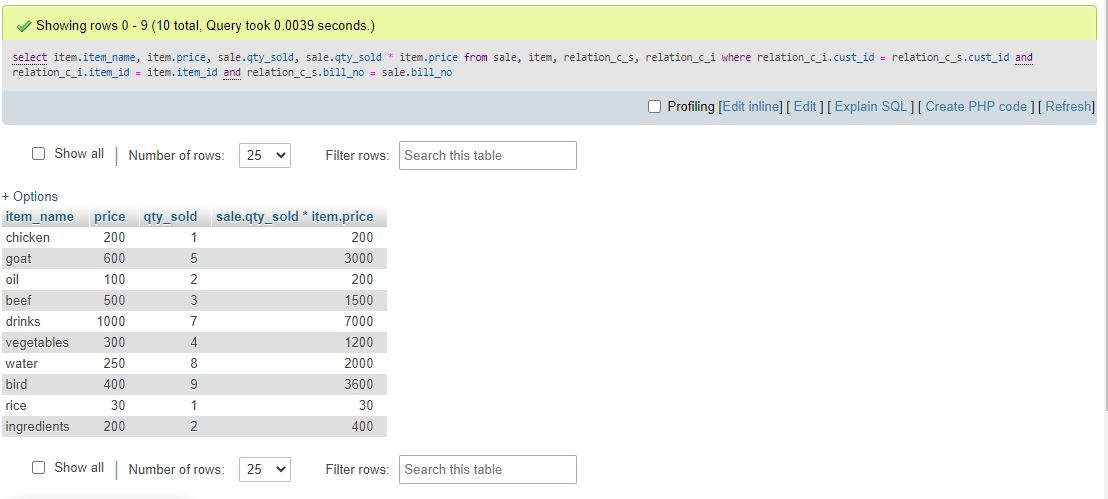 Showing rows 0 - 9 (10 total, Query took 0.0039 seconds.)
select item.item_name, item.price, sale.qty_sold, sale.qty_sold * item.price from sale, item, relation_c_s, relation_c_i where relation_c_i.cust_id = relation_c_s.cust_id and
relation_c_i.item_id = item.item_id and relation_c_s.bill_no = sale.bill_no
Profiling [Edit inline] [ Edit ] [ Explain SQL ] [ Create PHP code ] [ Refresh]
Show all | Number of rows: 25 Filter rows: Search this table
+ Options
item_name price qty_sold sale.qty_sold * item.price
chicken 200 1 200
goat 600 5 3000
oil 100 2 200
beef 500 3 1500
drinks 1000 7 7000
vegetables 300 4 1200
water 250 8 2000
bird 400 9 3600
rice 30 1 30
ingredients 200 2 400
Show all | Number of rows: 25 Filter rows: Search this table